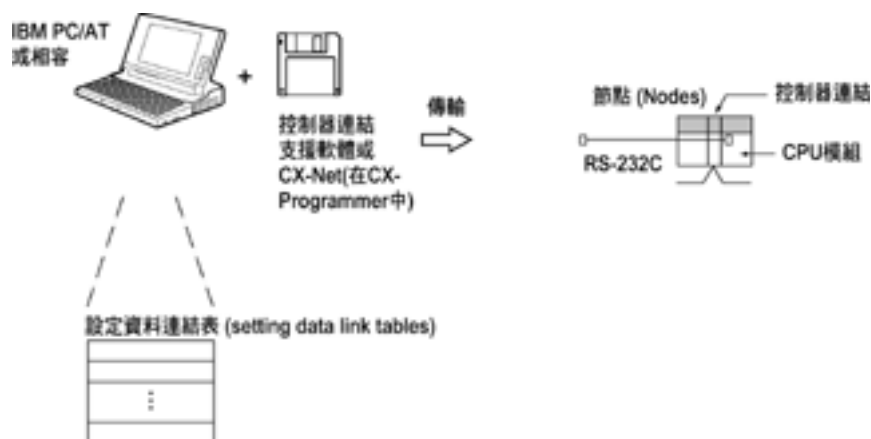 IBM PC/AT
或相容
+
控制器連結
支援軟體或
CX-Net(在CX-
Programmer中)
傳輸
節點 (Nodes)
控制器連結
RS-232C
CPU模組
設定資料連結表 (setting data link tables)